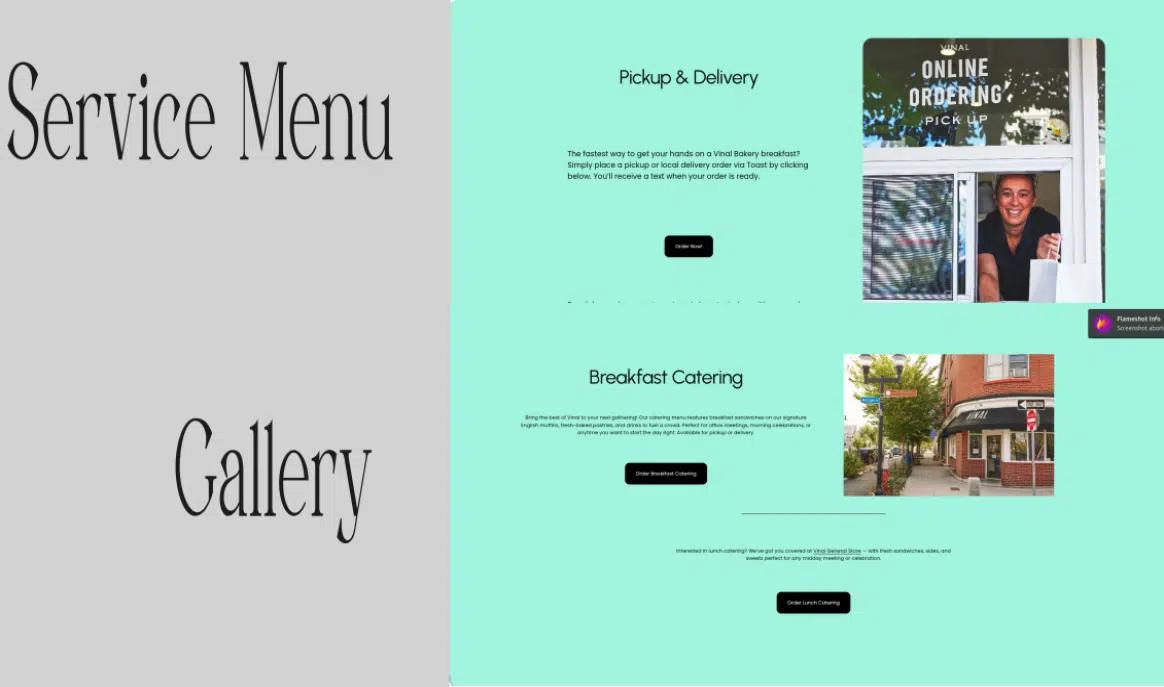 Service Menu
Gallery
Pickup & Delivery
The fastest way to get your hands on a Vinal Bakery breakfast?
Simply place a pickup or local delivery order via Toast by clicking
below. You'll receive a text when your order is ready.
Order Now!
VINAL
ONLINE
ORDERING
PICK UP
Flameshot Info
Screenshot abort
Breakfast Catering
Bring the best of Vinal to your next gathering! Our catering menu features breakfast sandwiches on our signature
English muffins, fresh-baked pastries, and drinks to fuel a crowd. Perfect for office meetings, morning celebrations, or
anytime you want to start the day right. Available for pickup or delivery.
Order Breakfast Catering
VINAL
Interested in lunch catering? We've got you covered at Vinal General Store — with fresh sandwiches, sides, and
sweets perfect for any midday meeting or celebration.
Order Lunch Catering